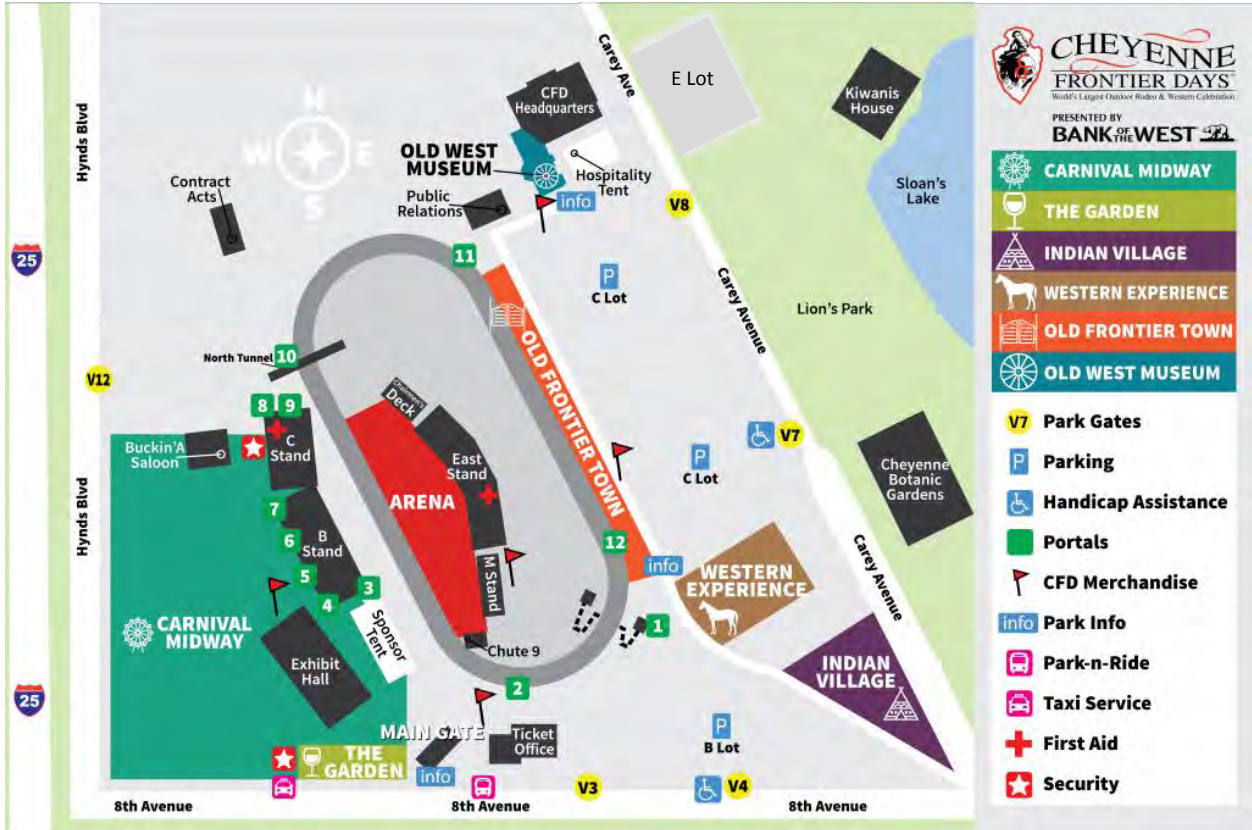 Hynds Blvd
Carey Ave
E Lot
Kiwanis
House
CFD
Headquarters
N
W
E
S
OLD WEST
MUSEUM
Hospitality
Tent
Contract
Acts
Public
Relations
info
V8
Sloan's
Lake
25
11
P
C Lot
Carey Avenue
Lion's Park
North Tunnel
10
V12
OLD FRONTIER TOWN
Chairmen's
Deck
8
9
C
Stand
Buckin'A
Saloon
East
Stand
ARENA
P
C Lot
V7
Cheyenne
Botanic
Gardens
Hynds Blvd
7
6
B
Stand
5
4
3
12
M Stand
info
WESTERN
EXPERIENCE
Carey Avenue
CARNIVAL
MIDWAY
Sponsor
Tent
1
Exhibit
Hall
Chute 9
2
INDIAN
VILLAGE
25
MAIN GATE
Ticket
Office
P
B Lot
THE
GARDEN
info
V3
V4
8th Avenue
8th Avenue
8th Avenue
CHEYENNE
FRONTIER DAYS
World's Largest Outdoor Rodeo & Western Celebration
PRESENTED BY
BANK OF THE WEST
CARNIVAL MIDWAY
THE GARDEN
INDIAN VILLAGE
WESTERN EXPERIENCE
OLD FRONTIER TOWN
OLD WEST MUSEUM
V7 Park Gates
P Parking
Handicap Assistance
Portals
CFD Merchandise
info Park Info
Park-n-Ride
Taxi Service
First Aid
Security